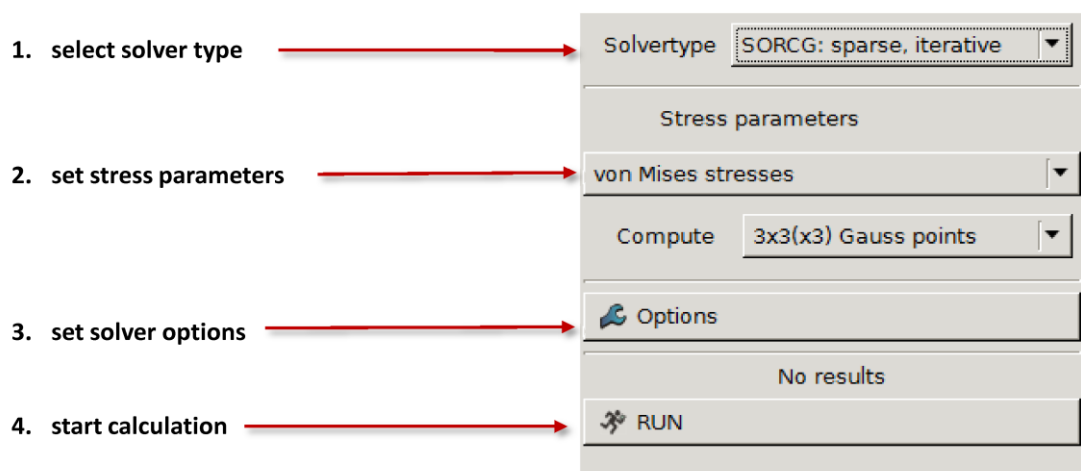 1. select solver type
Solvertype SORCG: sparse, iterative
Stress parameters
2. set stress parameters
von Mises stresses
Compute 3x3(x3) Gauss points
3. set solver options
Options
No results
4. start calculation
RUN